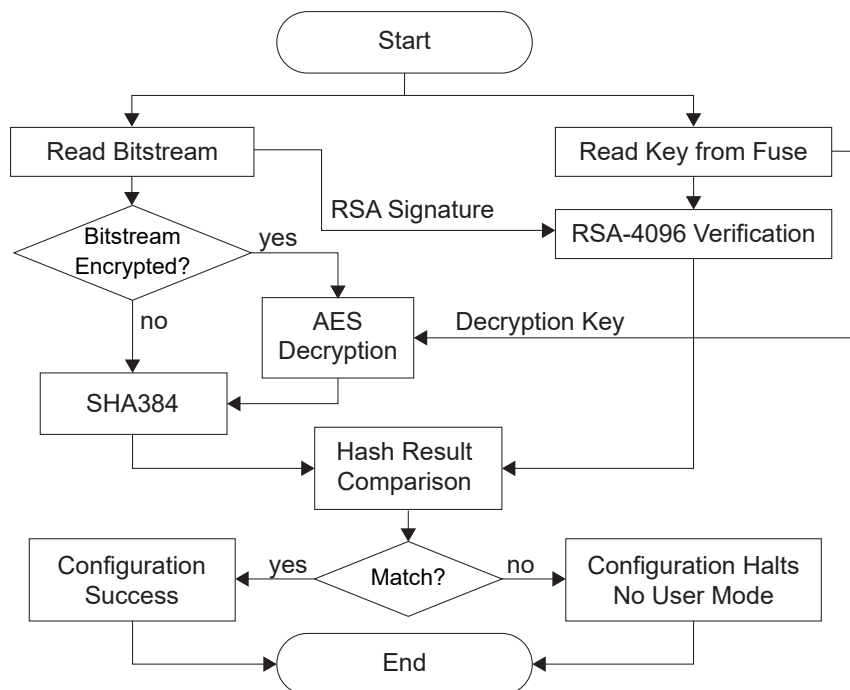 Start
Read Bitstream
Read Key from Fuse
RSA Signature
RSA-4096 Verification
Bitstream
Encrypted?
yes
no
AES
Decryption
Decryption Key
SHA384
Hash Result
Comparison
Configuration
Success
yes
Match?
no
Configuration Halts
No User Mode
End